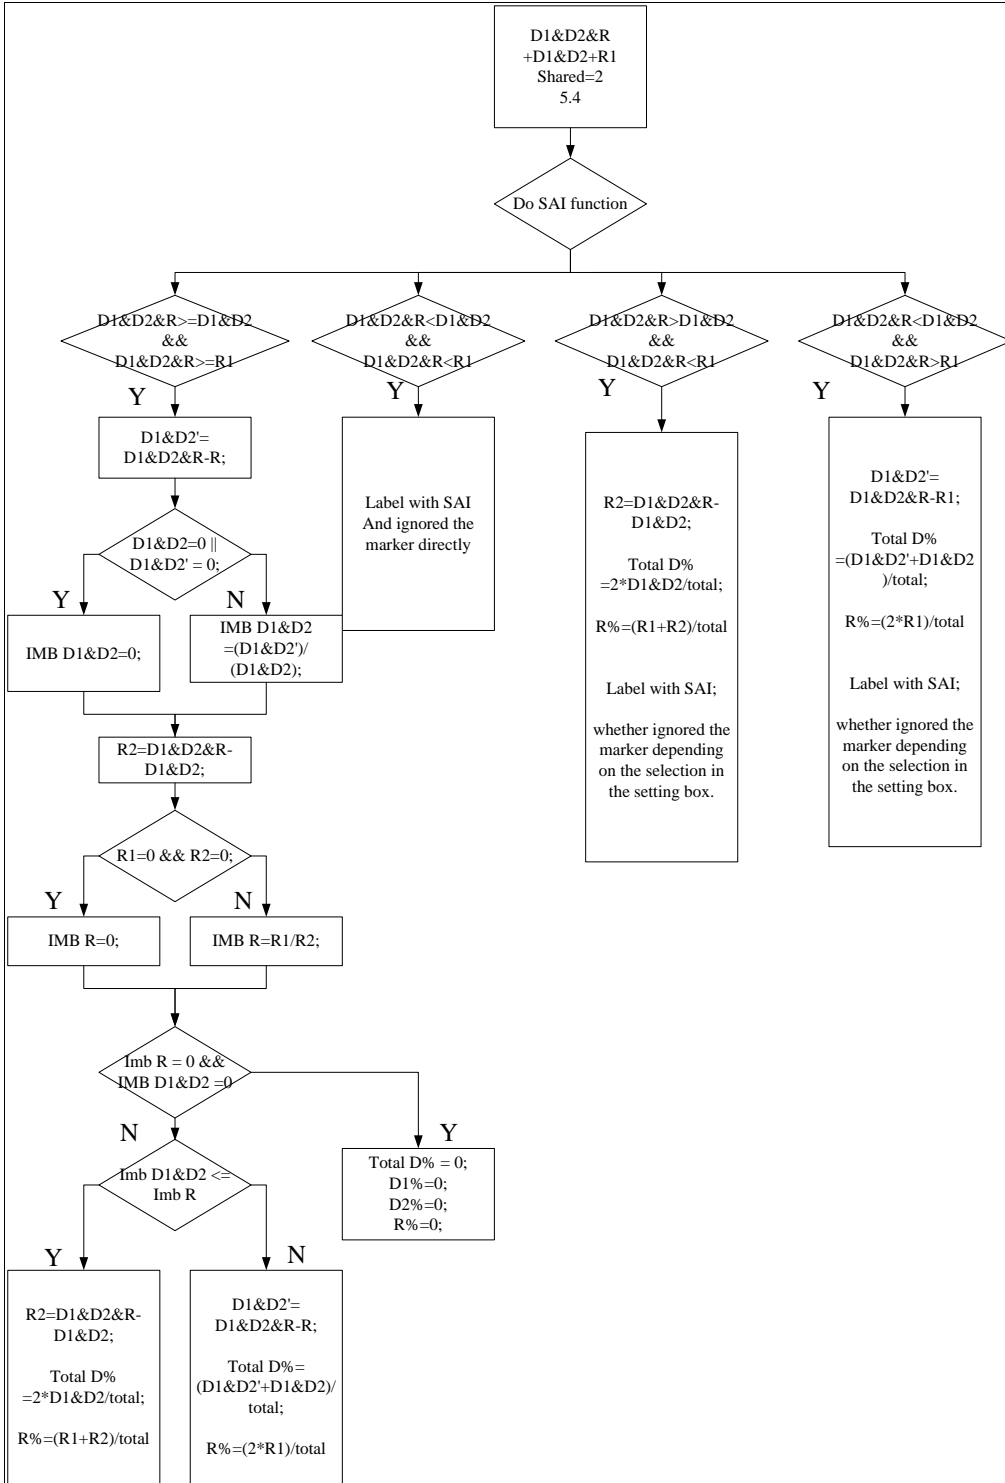 D1&D2&R
+D1&D2+R1
Shared=2
5.4
Do SAI function
D1&D2&R>=D1&D2
&&
D1&D2&R>=R1
D1&D2&R<D1&D2
&&
D1&D2&R<R1
D1&D2&R>D1&D2
&&
D1&D2&R<R1
D1&D2&R<D1&D2
&&
D1&D2&R>R1
Y
Y
Y
Y
D1&D2'=
D1&D2&R-R;
Label with SAI
And ignored the
marker directly
R2=D1&D2&R-
D1&D2;
Total D%
=2*D1&D2/total;
R%=(R1+R2)/total
Label with SAI;
whether ignored the
marker depending
on the selection in
the setting box.
D1&D2'=
D1&D2&R-R1;
Total D%
=(D1&D2'+D1&D2
)/total;
R%=(2*R1)/total
Label with SAI;
whether ignored the
marker depending
on the selection in
the setting box.
D1&D2=0 ||
D1&D2' = 0;
Y
N
IMB D1&D2=0;
IMB D1&D2
=(D1&D2')/
(D1&D2);
R2=D1&D2&R-
D1&D2;
R1=0 && R2=0;
Y
N
IMB R=0;
IMB R=R1/R2;
Imb R = 0 &&
IMB D1&D2 =0
N
Y
Imb D1&D2 <=
Imb R
Total D% = 0;
D1%=0;
D2%=0;
R%=0;
Y
N
R2=D1&D2&R-
D1&D2;
Total D%
=2*D1&D2/total;
R%=(R1+R2)/total
D1&D2'=
D1&D2&R-R;
Total D%=
(D1&D2'+D1&D2)/
total;
R%=(2*R1)/total